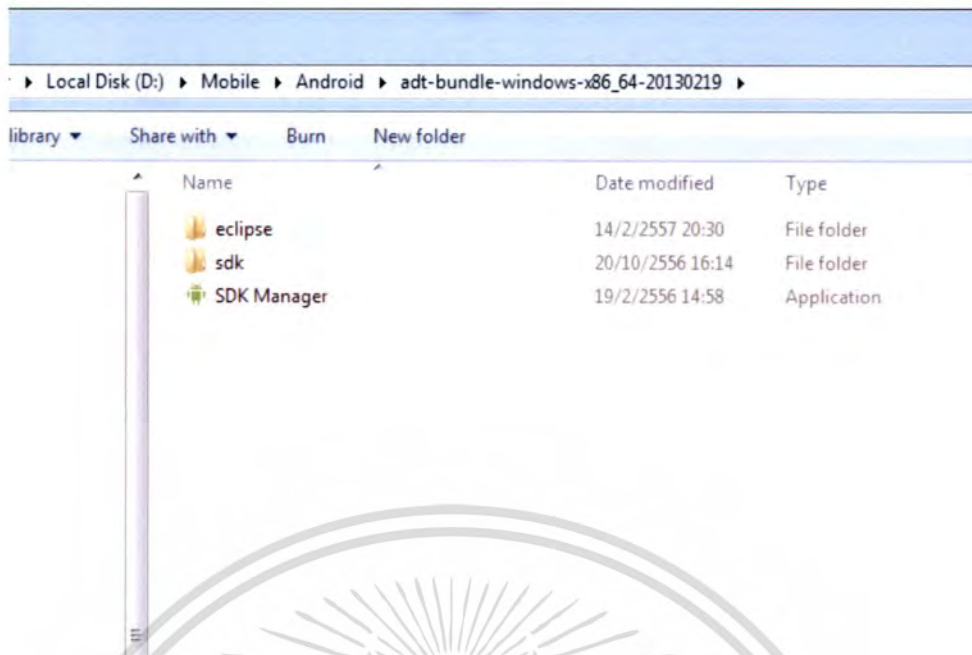 Local Disk (D:) Mobile Android adt-bundle-windows-x86_64-20130219
library Share with Burn New folder
Name Date modified Type
eclipse 14/2/2557 20:30 File folder
sdk 20/10/2556 16:14 File folder
SDK Manager 19/2/2556 14:58 Application